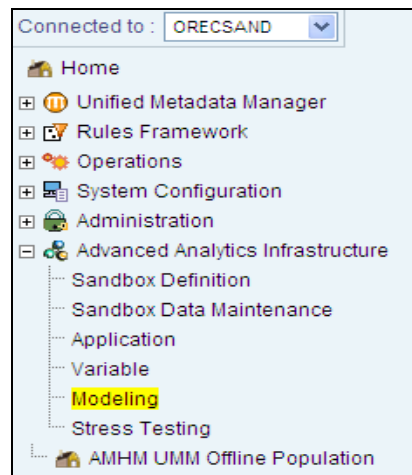 Connected to : ORECSAND
Home
Unified Metadata Manager
Rules Framework
Operations
System Configuration
Administration
Advanced Analytics Infrastructure
Sandbox Definition
Sandbox Data Maintenance
Application
Variable
Modeling
Stress Testing
AMHM UMM Offline Population